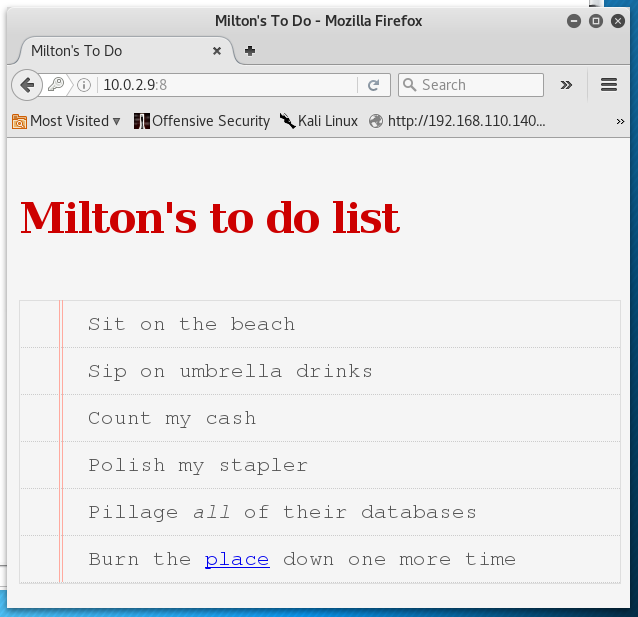 Milton's To Do - Mozilla Firefox
Milton's To Do
10.0.2.9:8
Search
Most Visited
Offensive Security
Kali Linux
http://192.168.110.140...
Milton's to do list
Sit on the beach
Sip on umbrella drinks
Count my cash
Polish my stapler
Pillage all of their databases
Burn the place down one more time